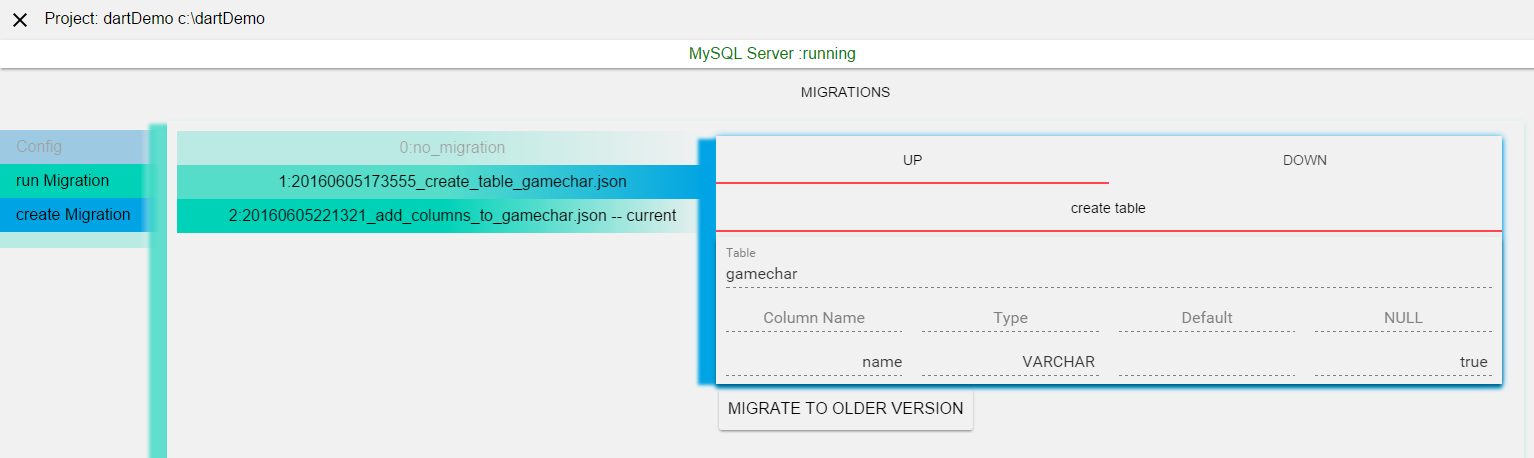 Project: dartDemo c:\dartDemo
MySQL Server :running
MIGRATIONS
Config
run Migration
create Migration
0:no_migration
1:20160605173555_create_table_gamechar.json
2:20160605221321_add_columns_to_gamechar.json -- current
UP DOWN
create table
Table
gamechar
Column Name Type Default NULL
name VARCHAR true
MIGRATE TO OLDER VERSION